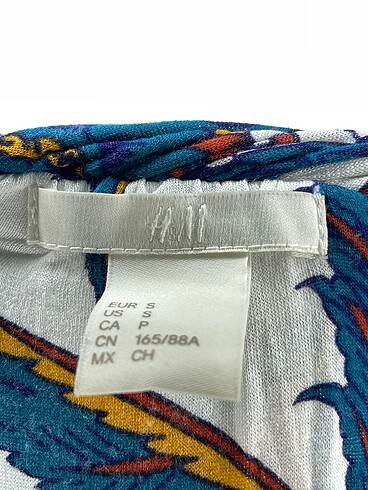 H&M
EUR S
US S
CA P
CN 165/88A
MX CH